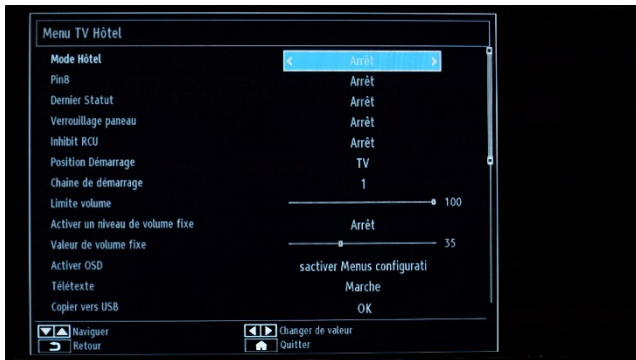 Menu TV Hôtel
Mode Hôtel < Arrêt >
Pin8 Arrêt
Dernier Statut Arrêt
Verrouillage paneau Arrêt
Inhibit RCU Arrêt
Position Démarrage TV
Chaine de démarrage 1
Limite volume 100
Activer un niveau de volume fixe Arrêt
Valeur de volume fixe 35
Activer OSD sactiver Menus configurati
Télétexte Marche
Copier vers USB OK
Naviguer Changer de valeur
Retour Quitter